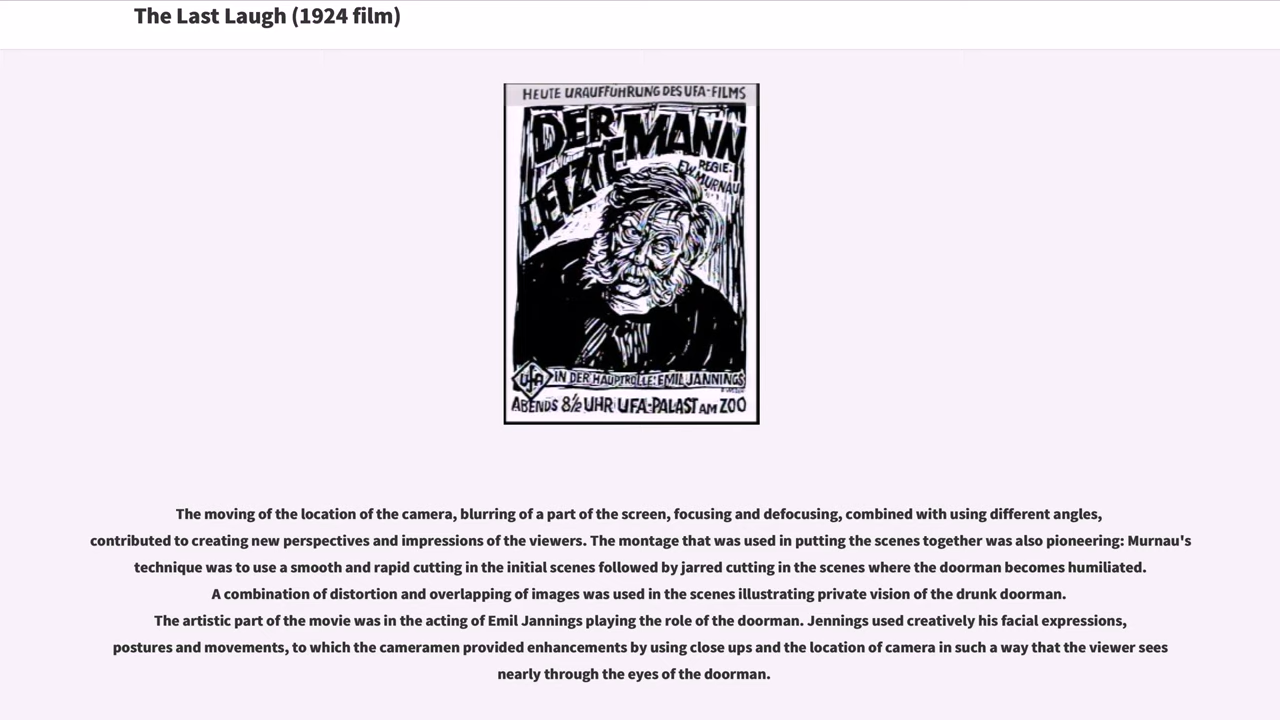 The Last Laugh (1924 film)
HEUTE URAUFFÜHRUNG DES UFA-FILMS
DER
LETZTE MANN
REGIE:
F.W. MURNAU
UFA IN DER HAUPTROLLE: EMIL JANNINGS
ABENDS 8½ UHR UFA-PALAST AM ZOO
The moving of the location of the camera, blurring of a part of the screen, focusing and defocusing, combined with using different angles,
contributed to creating new perspectives and impressions of the viewers. The montage that was used in putting the scenes together was also pioneering: Murnau's
technique was to use a smooth and rapid cutting in the initial scenes followed by jarred cutting in the scenes where the doorman becomes humiliated.
A combination of distortion and overlapping of images was used in the scenes illustrating private vision of the drunk doorman.
The artistic part of the movie was in the acting of Emil Jannings playing the role of the doorman. Jennings used creatively his facial expressions,
postures and movements, to which the cameramen provided enhancements by using close ups and the location of camera in such a way that the viewer sees
nearly through the eyes of the doorman.